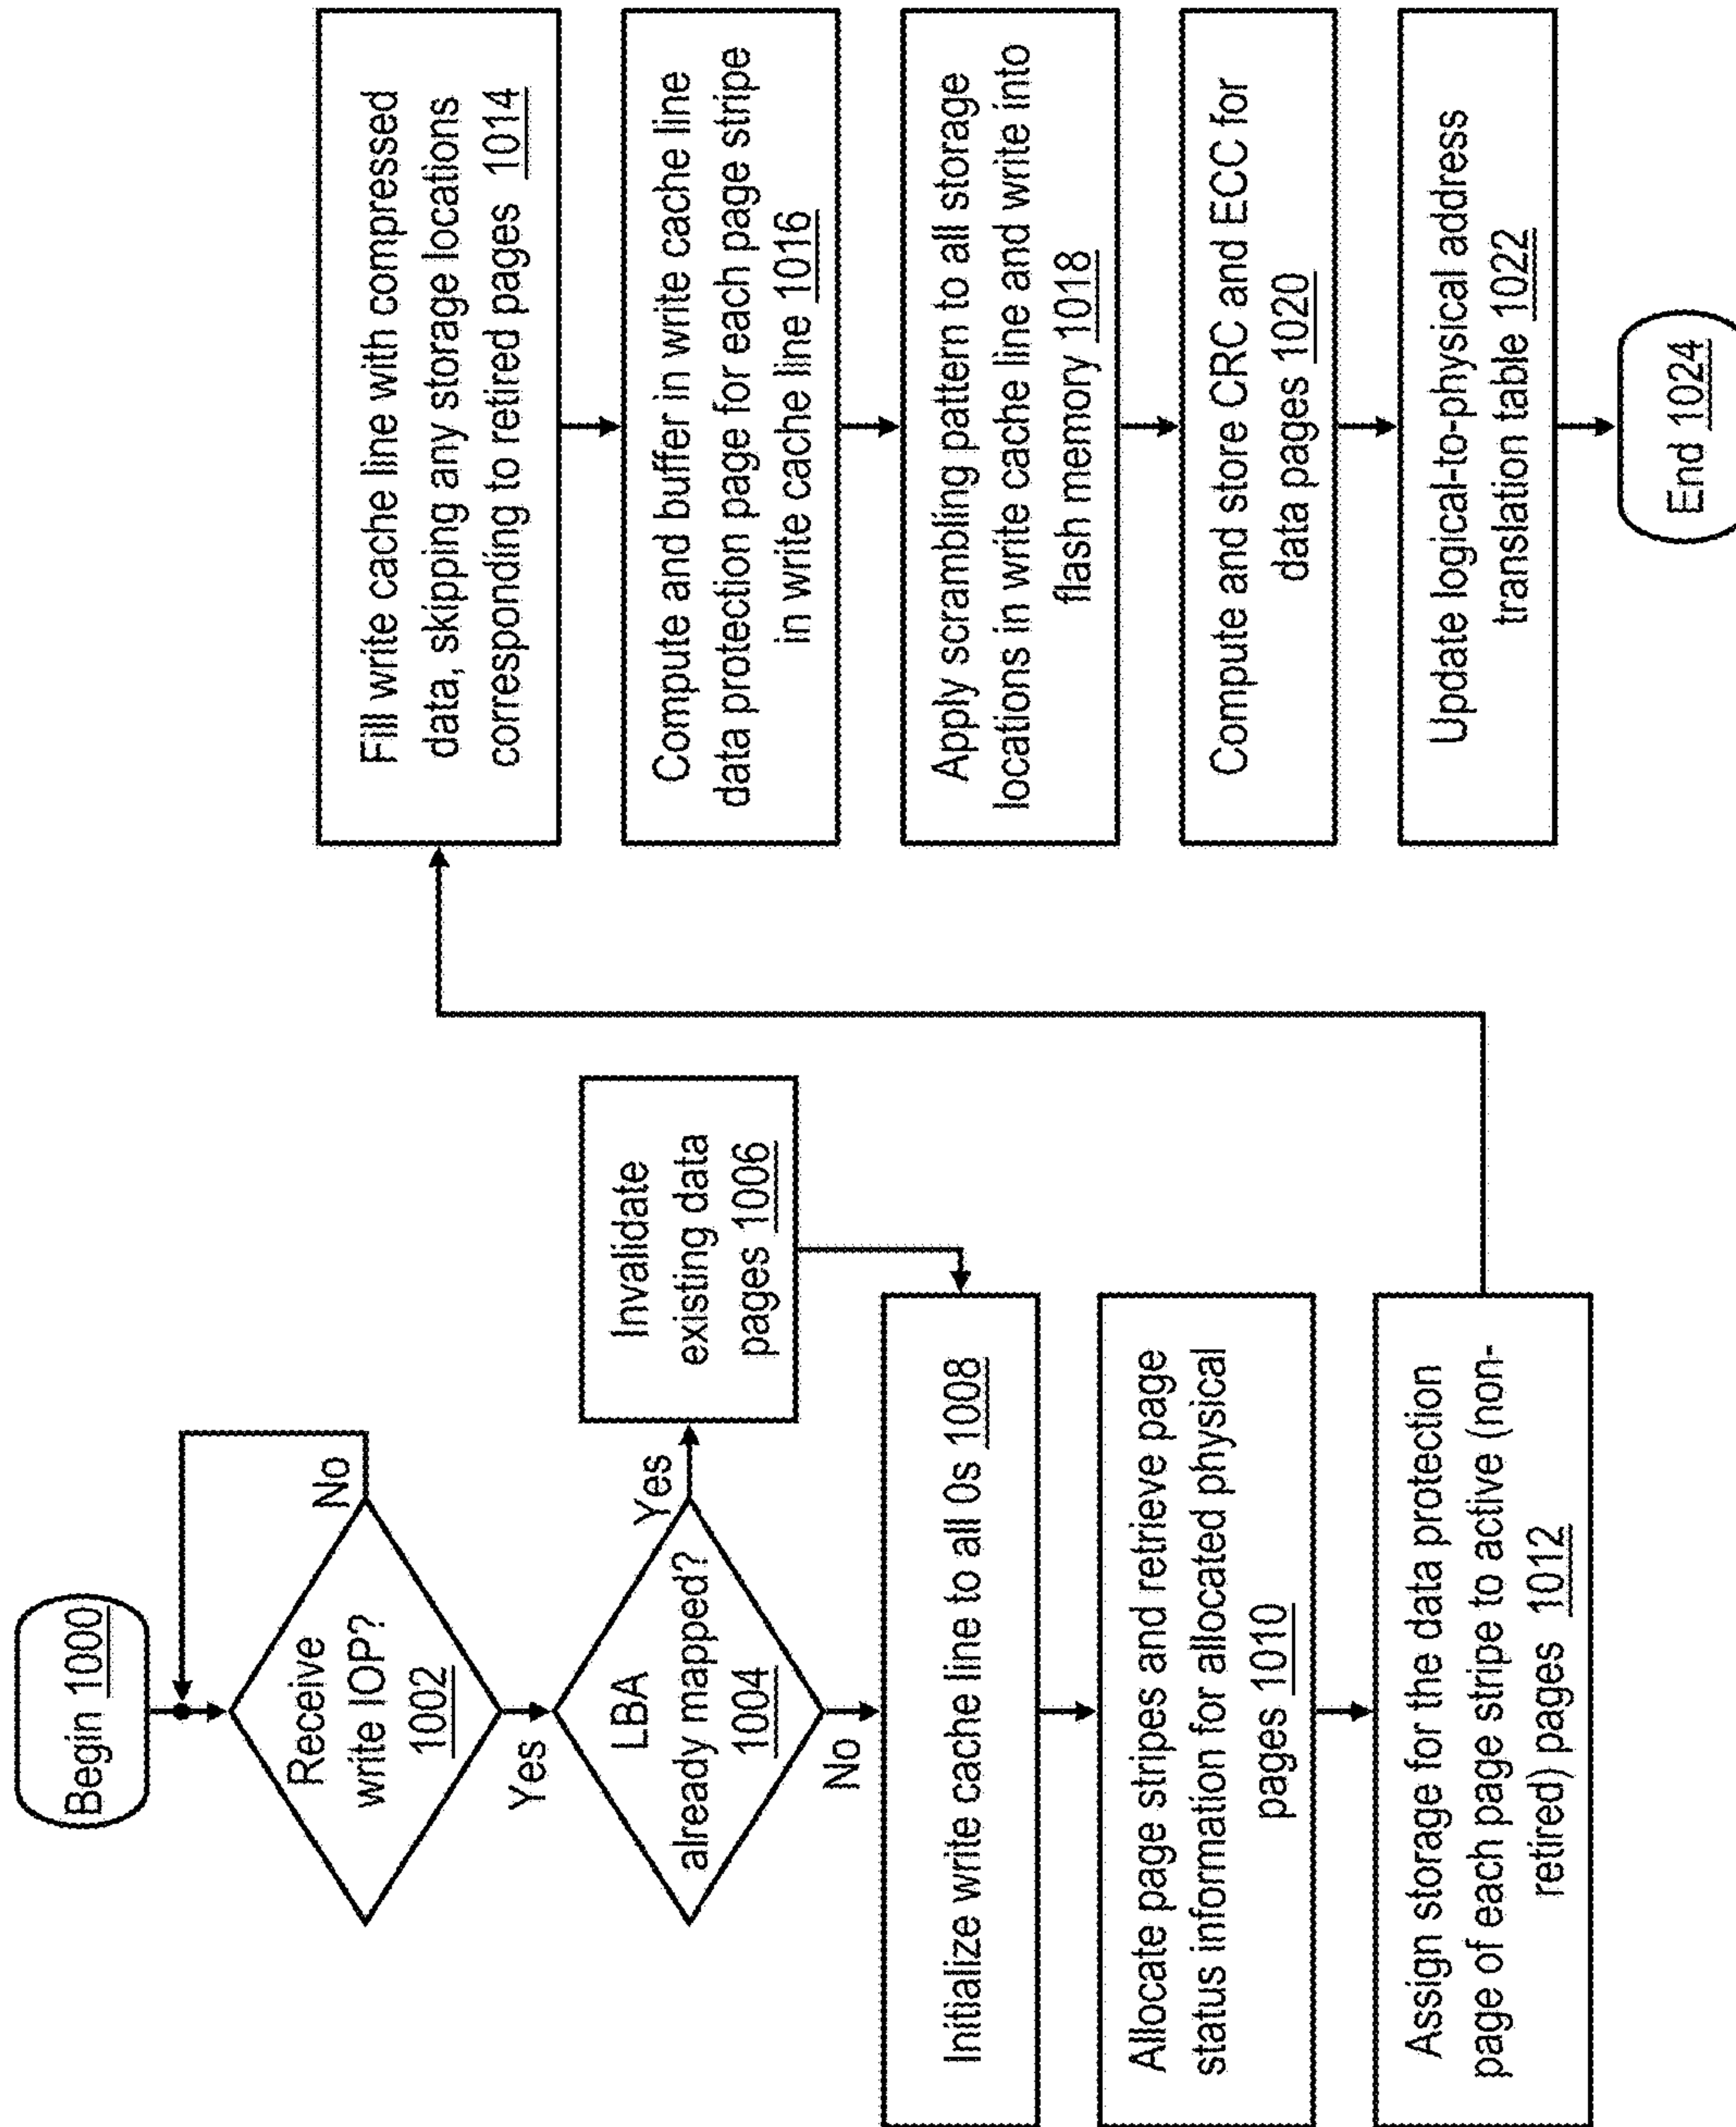 Begin 1000
Receive
write IOP?
1002
No
Yes
LBA
already mapped?
1004
Yes
No
Invalidate
existing data
pages 1006
Initialize write cache line to all 0s 1008
Allocate page stripes and retrieve page
status information for allocated physical
pages 1010
Assign storage for the data protection
page of each page stripe to active (non-
retired) pages 1012
Fill write cache line with compressed
data, skipping any storage locations
corresponding to retired pages 1014
Compute and buffer in write cache line
data protection page for each page stripe
in write cache line 1016
Apply scrambling pattern to all storage
locations in write cache line and write into
flash memory 1018
Compute and store CRC and ECC for
data pages 1020
Update logical-to-physical address
translation table 1022
End 1024